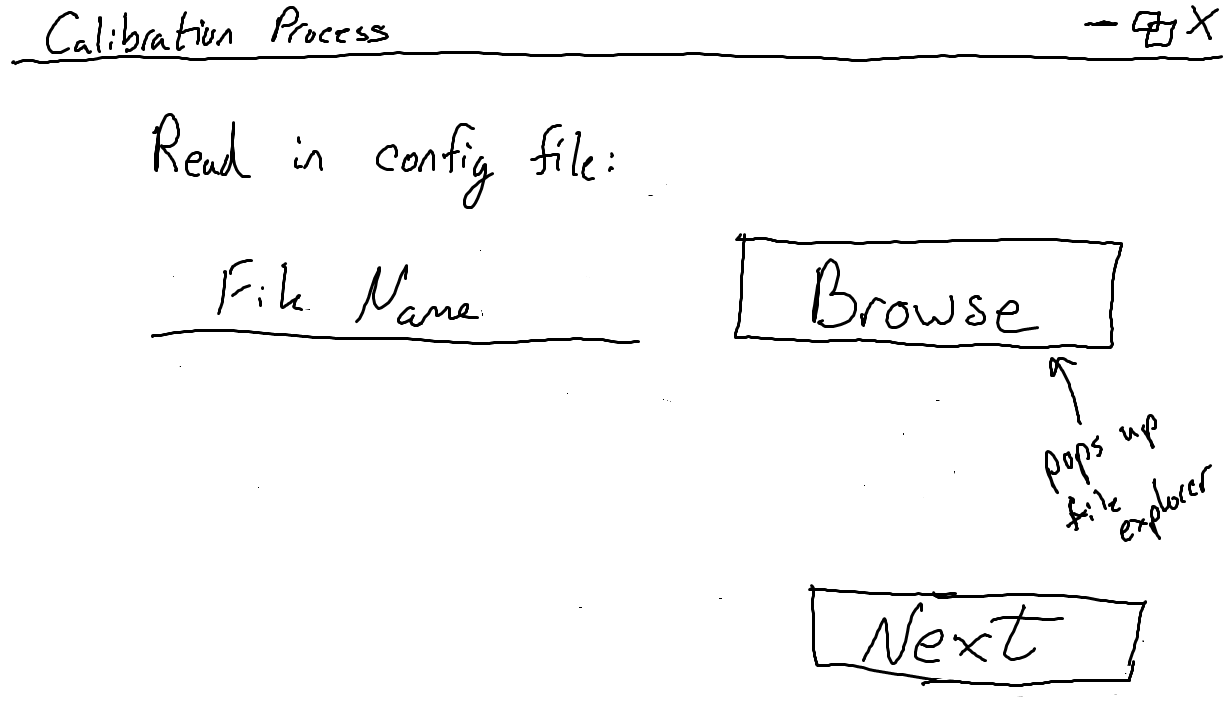 Calibration Process
Read in config file:
File Name
Browse
pops up
file explorer
Next